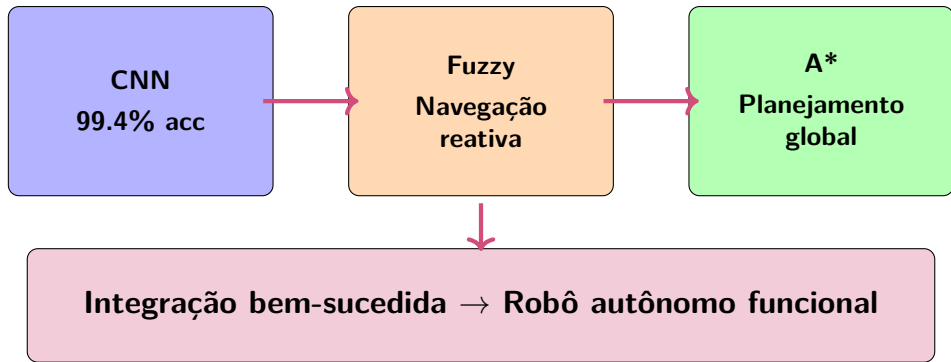 CNN
99.4% acc
Fuzzy
Navegação
reativa
A*
Planejamento
global
Integração bem-sucedida → Robô autônomo funcional